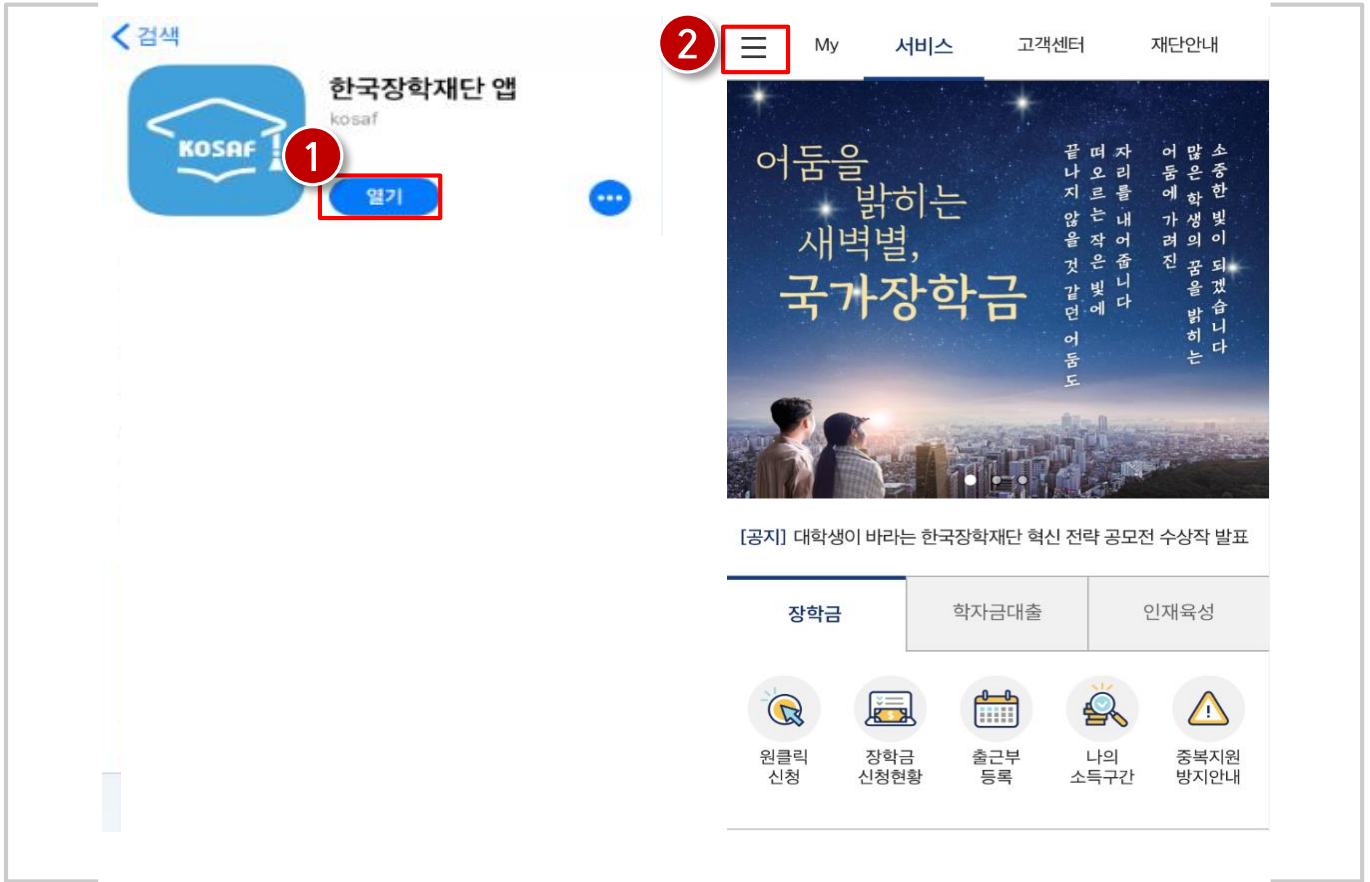 검색
한국장학재단 앱
kosaf
KOSAF
1
열기
2
My 서비스 고객센터 재단안내
어둠을
밝히는
새벽별,
국가장학금
소중한 빛이 되겠습니다
많은 학생의 꿈을 밝히는
어둠에 가려진
자리를 내어줍니다
떠오르는 작은 빛에
끝나지 않을 것 같던 어둠도
[공지] 대학생이 바라는 한국장학재단 혁신 전략 공모전 수상작 발표
장학금 학자금대출 인재육성
원클릭
신청
장학금
신청현황
출근부
등록
나의
소득구간
중복지원
방지안내